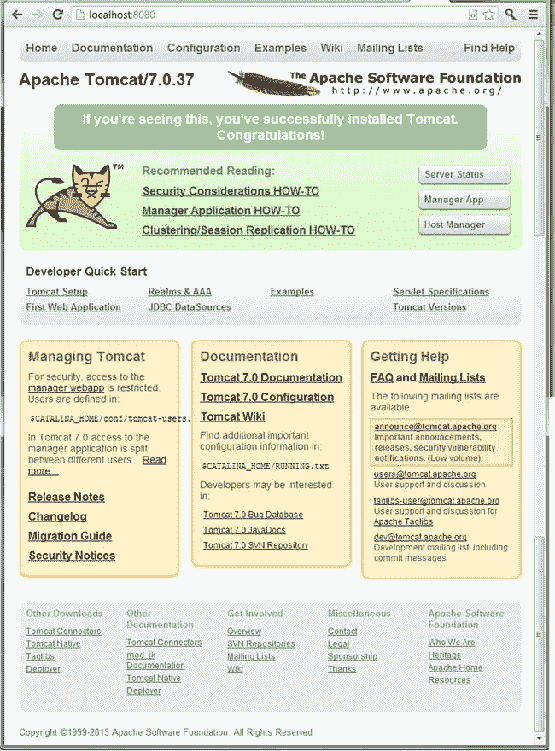 localhost:8080
Home Documentation Configuration Examples Wiki Mailing Lists Find Help
Apache Tomcat/7.0.37
The Apache Software Foundation
http://www.apache.org/
If you're seeing this, you've successfully installed Tomcat.
Congratulations!
TM
Recommended Reading:
Security Considerations HOW-TO
Manager Application HOW-TO
Clustering/Session Replication HOW-TO
Server Status
Manager App
Host Manager
Developer Quick Start
Tomcat Setup
First Web Application
Realms & AAA
JDBC DataSources
Examples
Servlet Specifications
Tomcat Versions
Managing Tomcat
For security, access to the
manager webapp is restricted.
Users are defined in:
$CATALINA_HOME/conf/tomcat-users.
In Tomcat 7.0 access to the
manager application is split
between different users. Read
more...
Release Notes
Changelog
Migration Guide
Security Notices
Documentation
Tomcat 7.0 Documentation
Tomcat 7.0 Configuration
Tomcat Wiki
Find additional important
configuration information in:
$CATALINA_HOME/RUNNING.txt
Developers may be interested
in:
Tomcat 7.0 Bug Database
Tomcat 7.0 JavaDocs
Tomcat 7.0 SVN Repository
Getting Help
FAQ and Mailing Lists
The following mailing lists are
available:
announce@tomcat.apache.org
Important announcements,
releases, security vulnerability
notifications. (Low volume).
users@tomcat.apache.org
User support and discussion
taglibs-user@tomcat.apache.org
User support and discussion for
Apache Taglibs
dev@tomcat.apache.org
Development mailing list, including
commit messages
Other Downloads
Tomcat Connectors
Tomcat Native
Taglibs
Deployer
Other
Documentation
Tomcat Connectors
mod_jk
Documentation
Tomcat Native
Deployer
Get Involved
Overview
SVN Repositories
Mailing Lists
Wiki
Miscellaneous
Contact
Legal
Sponsorship
Thanks
Apache Software
Foundation
Who We Are
Heritage
Apache Home
Resources
Copyright ©1999-2013 Apache Software Foundation. All Rights Reserved